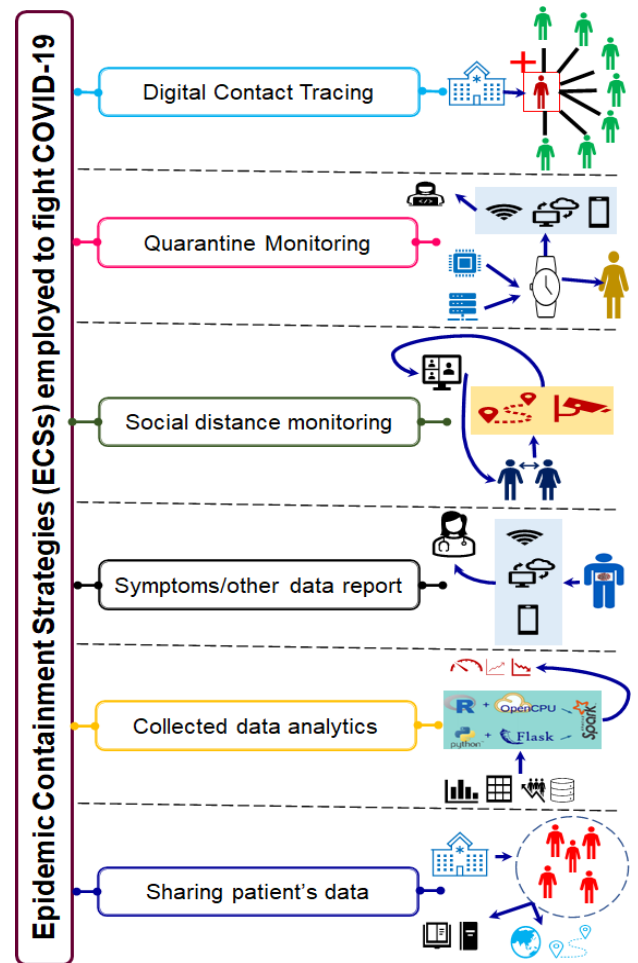 Epidemic Containment Strategies (ECSs) employed to fight COVID-19
Digital Contact Tracing
Quarantine Monitoring
Social distance monitoring
Symptoms/other data report
Collected data analytics
R + OpenCPU
python + Flask
Spark
Sharing patient's data